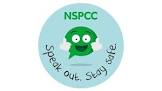 NSPCC
Speak out. Stay safe.